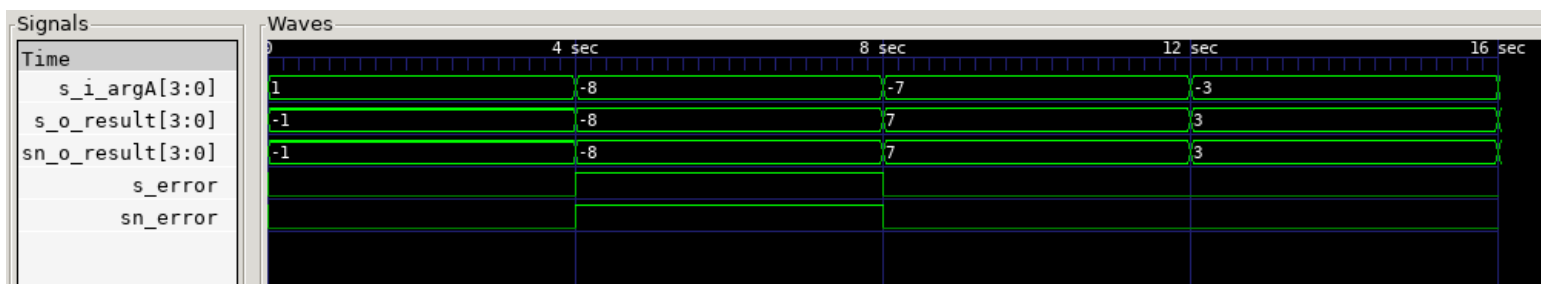 Signals Waves
Time 0 4 sec 8 sec 12 sec 16 sec
s_i_argA[3:0] 1 -8 -7 -3
s_o_result[3:0] -1 -8 7 3
sn_o_result[3:0] -1 -8 7 3
s_error
sn_error